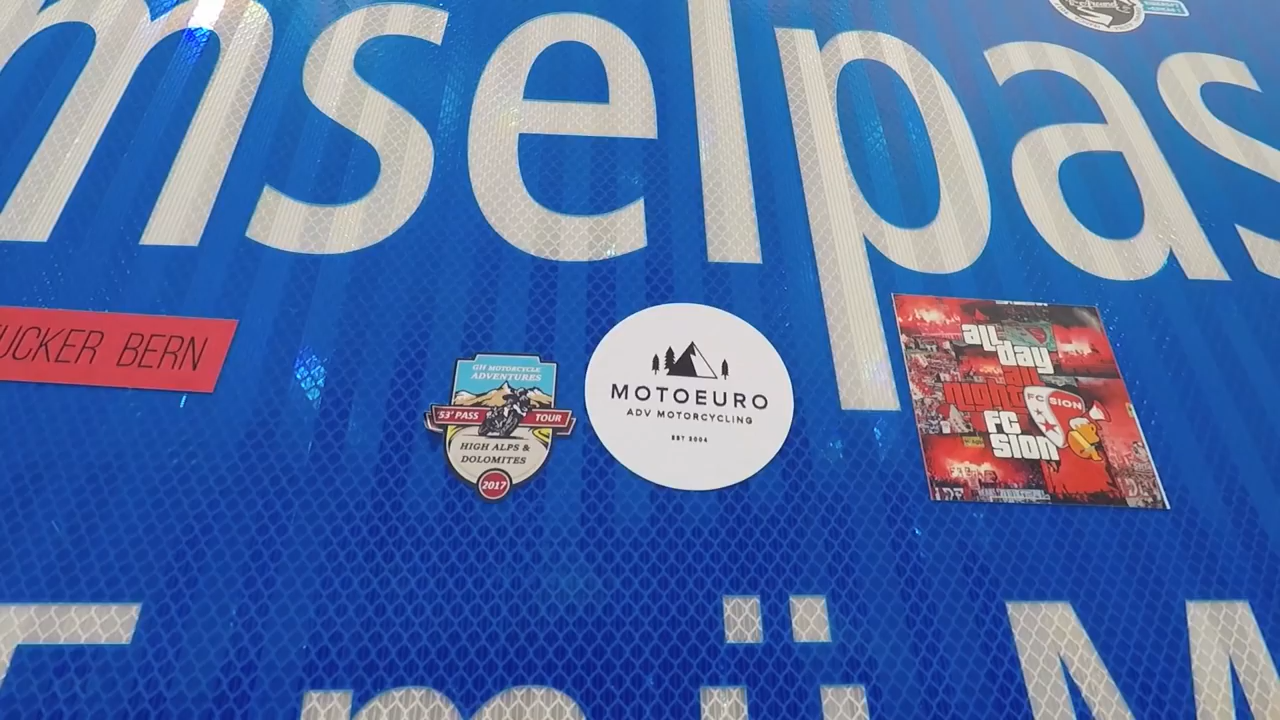 mselpas
UCKER BERN
GH MOTORCYCLE
ADVENTURES
'53' PASS TOUR
HIGH ALPS &
DOLOMITES
2017
MOTOEURO
ADV MOTORCYCLING
EST 2004
all
day
all
night
FC
SION
FC SION
m ü M